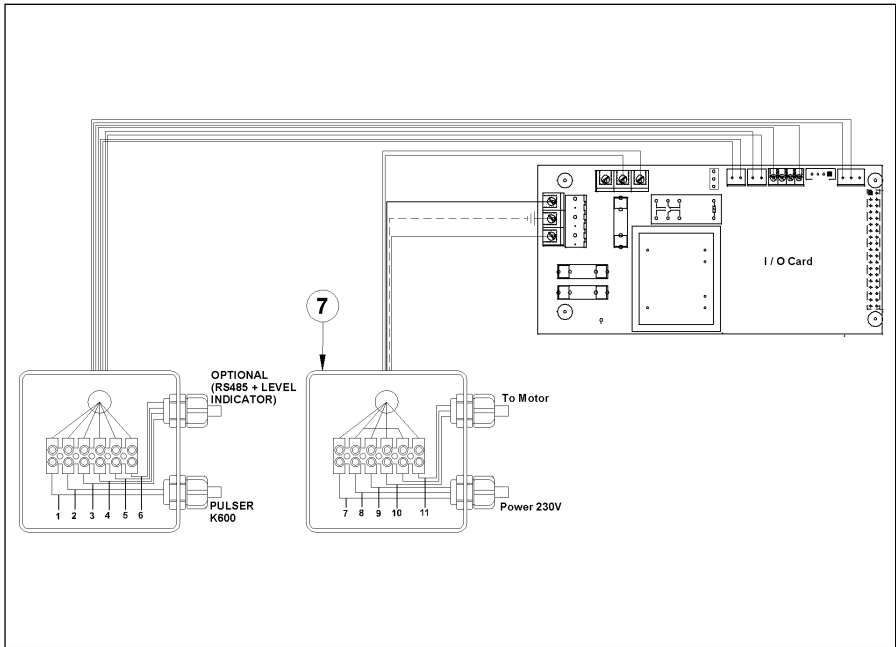 I / O Card
7
OPTIONAL
(RS485 + LEVEL
INDICATOR)
To Motor
PULSER
K600
Power 230V
1 2 3 4 5 6
7 8 9 10 11